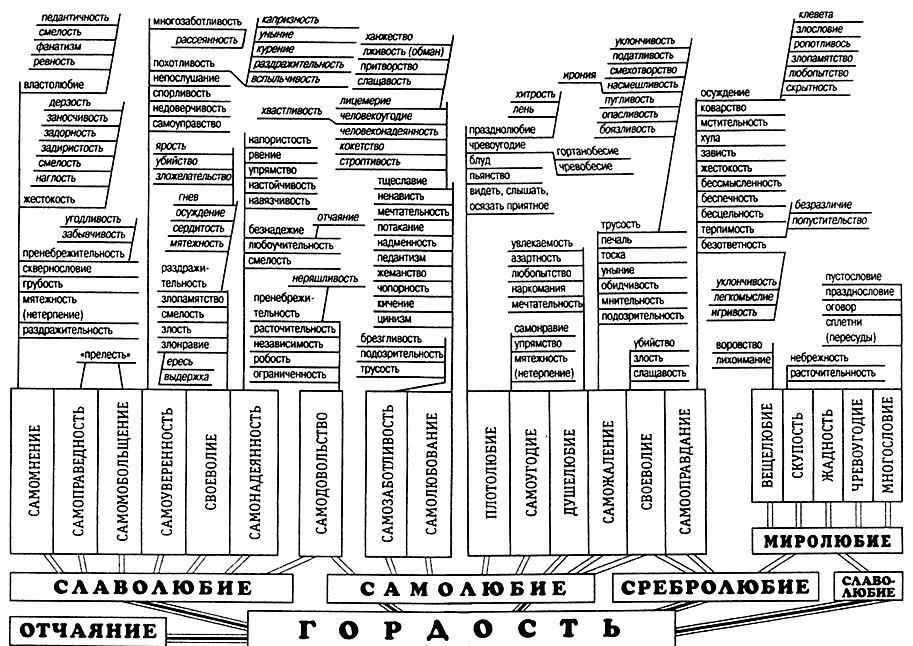 педантичность
смелость
фанатизм
ревность
властолюбие
дерзость
заносчивость
задорность
задиристость
смелость
наглость
жестокость
угодливость
забывчивость
пренебрежительность
сквернословие
грубость
мятежность
(нетерпение)
раздражительность
«прелесть»
многозаботливость
рассеянность
похотливость
непослушание
спорливость
недоверчивость
самоуправство
ярость
убийство
зложелательство
гнев
осуждение
сердитость
мятежность
раздражи-
тельность
злопамятство
смелость
злость
злонравие
ересь
выдержка
капризность
уныние
курение
раздражительность
вспыльчивость
хвастливость
напористость
рвение
упрямство
настойчивость
навязчивость
отчаяние
безнадежие
любоучительность
смелость
неряшливость
пренебрежи-
тельность
расточительность
независимость
робость
ограниченность
ханжество
лживость (обман)
притворство
слащавость
лицемерие
человекоугодие
человеконадеянность
кокетство
строптивость
тщеславие
ненависть
мечтательность
потакание
надменность
педантизм
жеманство
чопорность
кичение
цинизм
брезгливость
подозрительность
трусость
хитрость
лень
празднолюбие
чревоугодие
блуд
пьянство
видеть, слышать,
осязать приятное
гортанобесие
чревобесие
увлекаемость
азартность
любопытство
наркомания
мечтательность
самонравие
упрямство
мятежность
(нетерпение)
ирония
уклончивость
податливость
смехотворство
насмешливость
пугливость
опасливость
боязливость
трусость
печаль
тоска
уныние
обидчивость
мнительность
подозрительность
убийство
злость
слащавость
клевета
злословие
ропотливось
злопамятство
любопытство
скрытность
осуждение
коварство
мстительность
хула
зависть
жестокость
бессмысленность
беспечность
бесцельность
терпимость
безответность
безразличие
попустительство
уклончивость
легкомыслие
игривость
воровство
лихоимание
небрежность
расточительнность
пустословие
празднословие
оговор
сплетни
(пересуды)
САМОМНЕНИЕ
САМОПРАВЕДНОСТЬ
САМОМОБОЛЬЩЕНИЕ
САМОУВЕРЕННОСТЬ
СВОЕВОЛИЕ
САМОНАДЕЯННОСТЬ
САМОДОВОЛЬСТВО
САМОЗАБОТЛИВОСТЬ
САМОЛЮБОВАНИЕ
ПЛОТОЛЮБИЕ
САМОУГОДИЕ
ДУШЕЛЮБИЕ
САМОЖАЛЕНИЕ
СВОЕВОЛИЕ
САМООПРАВДАНИЕ
ВЕЩЕЛЮБИЕ
СКУПОСТЬ
ЖАДНОСТЬ
ЧРЕВОУГОДИЕ
МНОГОСЛОВИЕ
МИРОЛЮБИЕ
СЛАВОЛЮБИЕ
САМОЛЮБИЕ
СРЕБРОЛЮБИЕ
СЛАВО-
ЛЮБИЕ
ОТЧАЯНИЕ
ГОРДОСТЬ